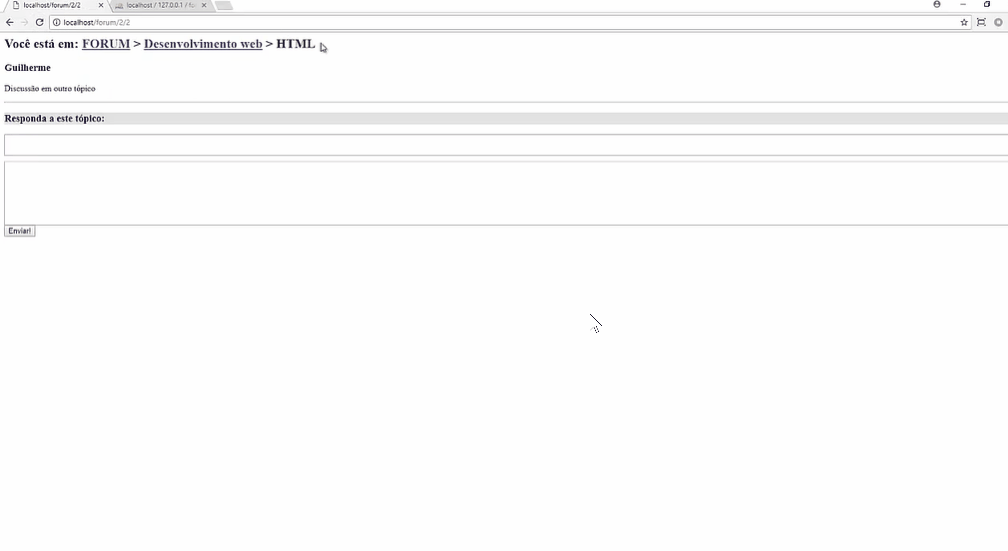 localhost/forum/2/2
localhost / 127.0.0.1 / fo
localhost/forum/2/2
Você está em: FORUM > Desenvolvimento web > HTML
Guilherme
Discussão em outro tópico
Responda a este tópico:
Enviar!